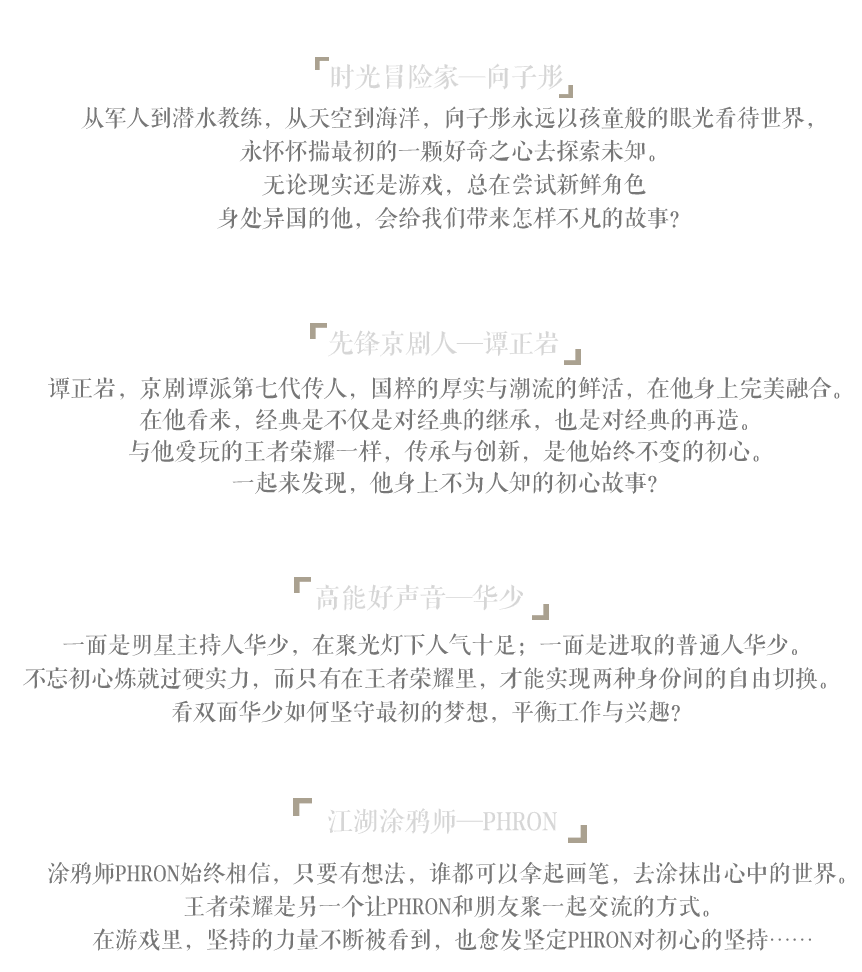 时光冒险家—向子彤
从军人到潜水教练，从天空到海洋，向子彤永远以孩童般的眼光看待世界，
永怀怀揣最初的一颗好奇之心去探索未知。
无论现实还是游戏，总在尝试新鲜角色
身处异国的他，会给我们带来怎样不凡的故事？
先锋京剧人—谭正岩
谭正岩，京剧谭派第七代传人，国粹的厚实与潮流的鲜活，在他身上完美融合。
在他看来，经典是不仅是对经典的继承，也是对经典的再造。
与他爱玩的王者荣耀一样，传承与创新，是他始终不变的初心。
一起来发现，他身上不为人知的初心故事？
高能好声音—华少
一面是明星主持人华少，在聚光灯下人气十足；一面是进取的普通人华少。
不忘初心炼就过硬实力，而只有在王者荣耀里，才能实现两种身份间的自由切换。
看双面华少如何坚守最初的梦想，平衡工作与兴趣？
江湖涂鸦师—PHRON
涂鸦师PHRON始终相信，只要有想法，谁都可以拿起画笔，去涂抹出心中的世界。
王者荣耀是另一个让PHRON和朋友聚一起交流的方式。
在游戏里，坚持的力量不断被看到，也愈发坚定PHRON对初心的坚持……